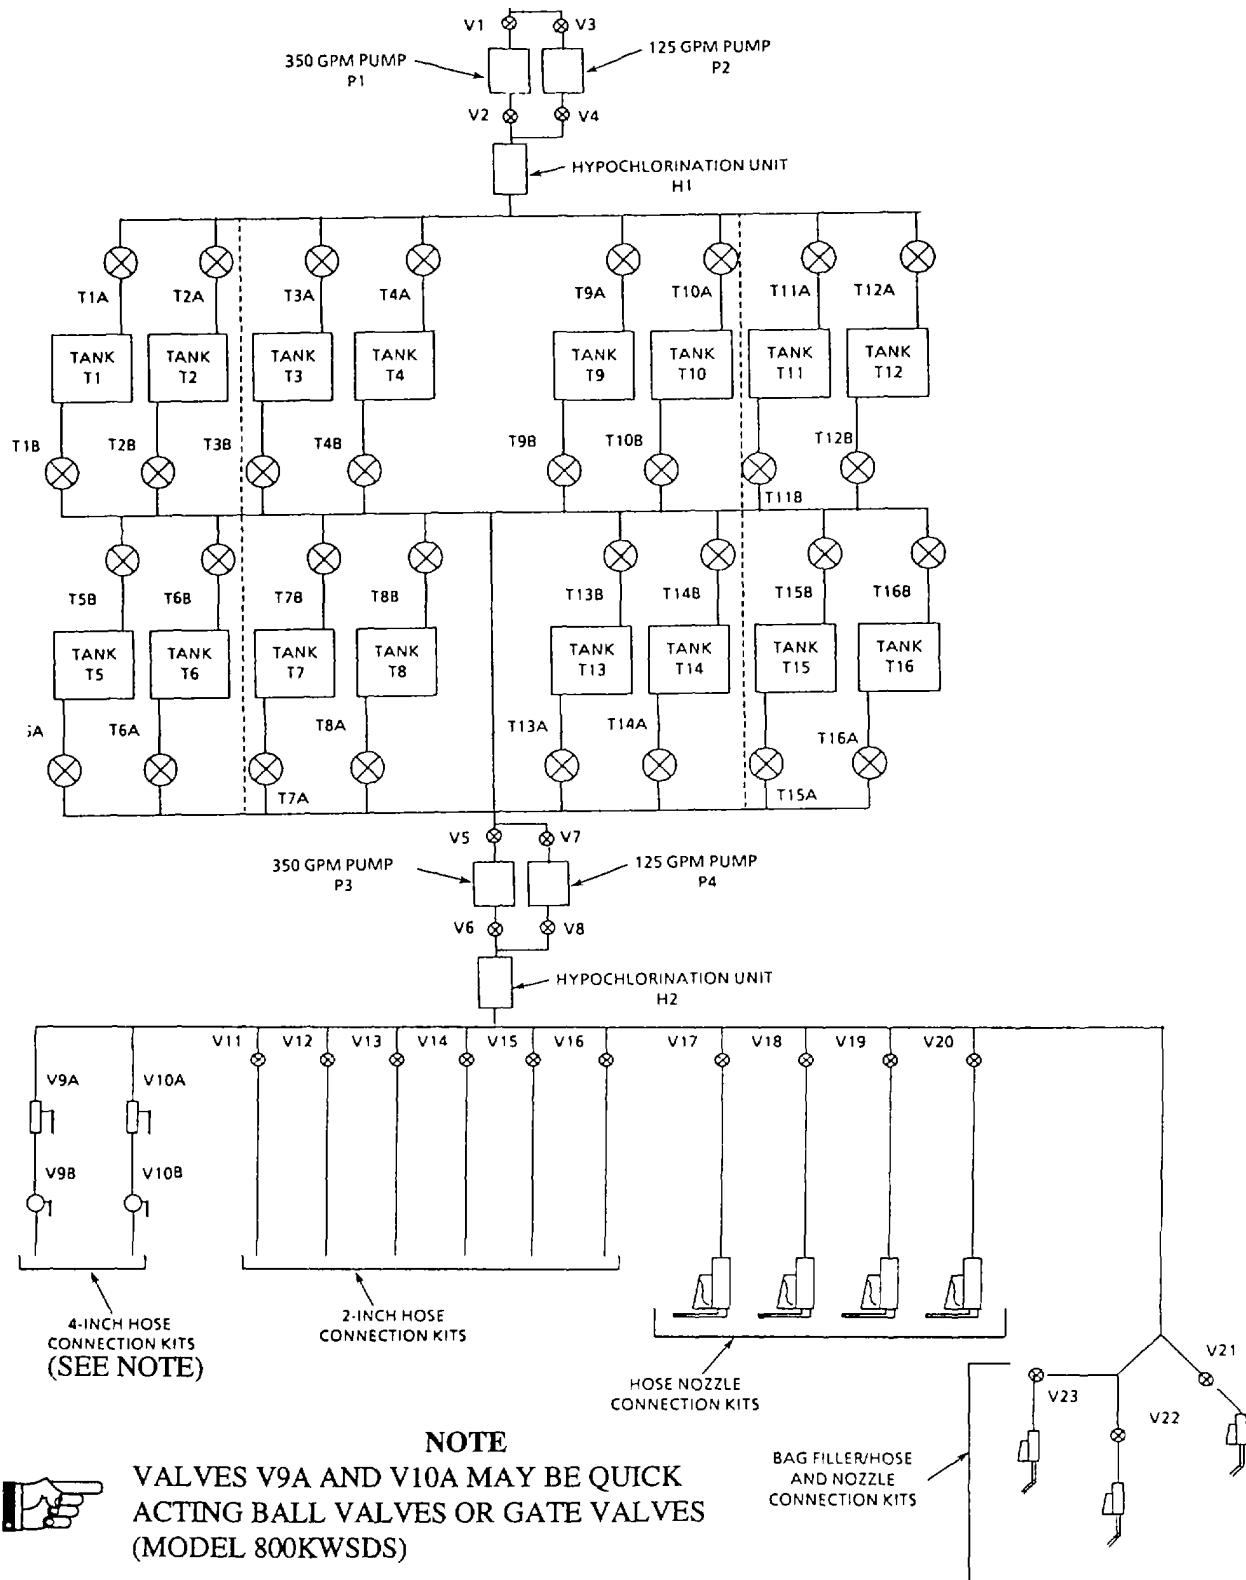 V1
V3
350 GPM PUMP
P1
125 GPM PUMP
P2
V2
V4
HYPOCHLORINATION UNIT
H1
T1A
T2A
T3A
T4A
T9A
T10A
T11A
T12A
TANK
T1
TANK
T2
TANK
T3
TANK
T4
TANK
T9
TANK
T10
TANK
T11
TANK
T12
T1B
T2B
T3B
T4B
T9B
T10B
T11B
T12B
T5B
T6B
T7B
T8B
T13B
T14B
T15B
T16B
TANK
T5
TANK
T6
TANK
T7
TANK
T8
TANK
T13
TANK
T14
TANK
T15
TANK
T16
5A
T6A
T7A
T8A
T13A
T14A
T15A
T16A
V5
V7
350 GPM PUMP
P3
125 GPM PUMP
P4
V6
V8
HYPOCHLORINATION UNIT
H2
V11
V12
V13
V14
V15
V16
V17
V18
V19
V20
V9A
V10A
V9B
V10B
4-INCH HOSE
CONNECTION KITS
(SEE NOTE)
2-INCH HOSE
CONNECTION KITS
HOSE NOZZLE
CONNECTION KITS
V21
V23
V22
BAG FILLER/HOSE
AND NOZZLE
CONNECTION KITS
NOTE
VALVES V9A AND V10A MAY BE QUICK
ACTING BALL VALVES OR GATE VALVES
(MODEL 800KWSDS)